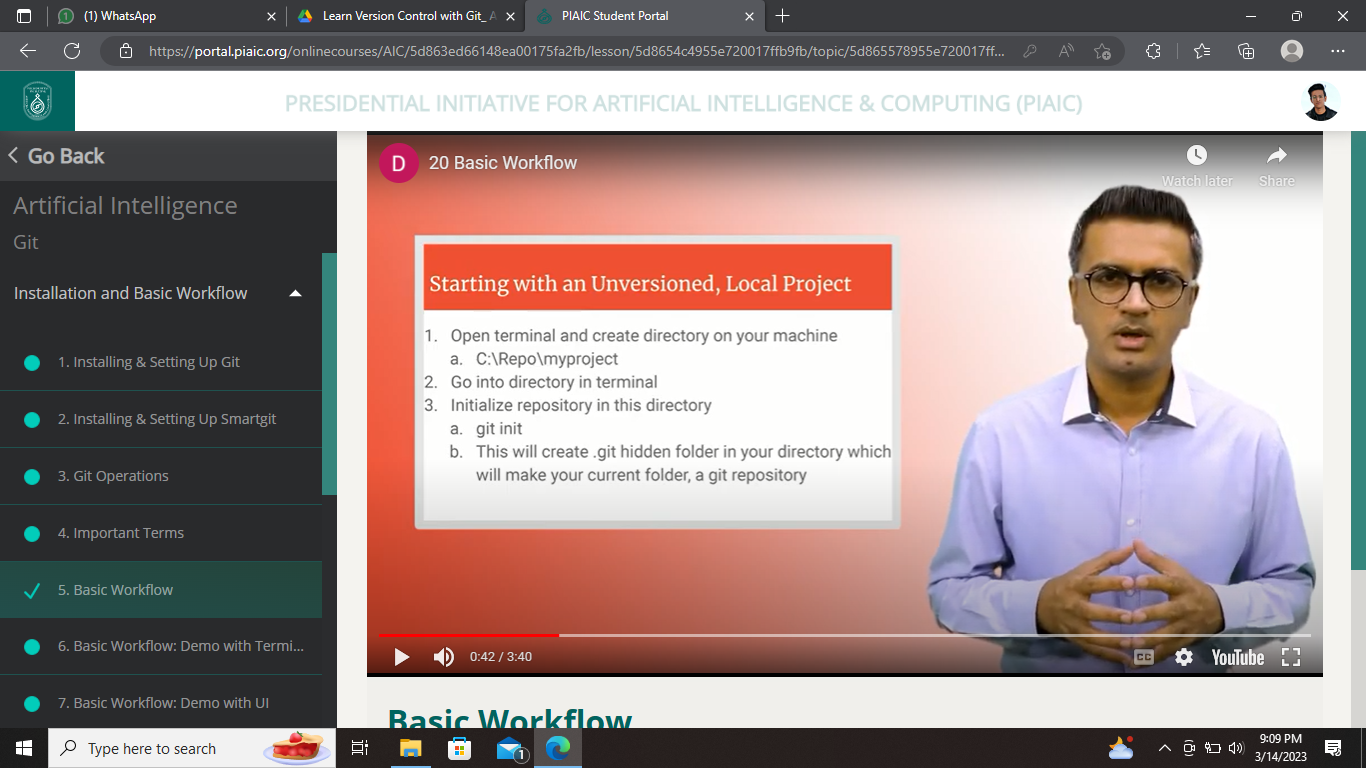 (1) WhatsApp
Learn Version Control with Git_ A
PIAIC Student Portal
https://portal.piaic.org/onlinecourses/AIC/5d863ed66148ea00175fa2fb/lesson/5d8654c4955e720017ffb9fb/topic/5d865578955e720017ff...
PRESIDENTIAL INITIATIVE FOR ARTIFICIAL INTELLIGENCE & COMPUTING (PIAIC)
Go Back
Artificial Intelligence
Git
Installation and Basic Workflow
1. Installing & Setting Up Git
2. Installing & Setting Up Smartgit
3. Git Operations
4. Important Terms
5. Basic Workflow
6. Basic Workflow: Demo with Termi...
7. Basic Workflow: Demo with UI
D
20 Basic Workflow
Watch later
Share
Starting with an Unversioned, Local Project
1. Open terminal and create directory on your machine
a. C:\Repo\myproject
2. Go into directory in terminal
3. Initialize repository in this directory
a. git init
b. This will create .git hidden folder in your directory which
will make your current folder, a git repository
0:42 / 3:40
CC
YouTube
Basic Workflow
Type here to search
1
9:09 PM
3/14/2023